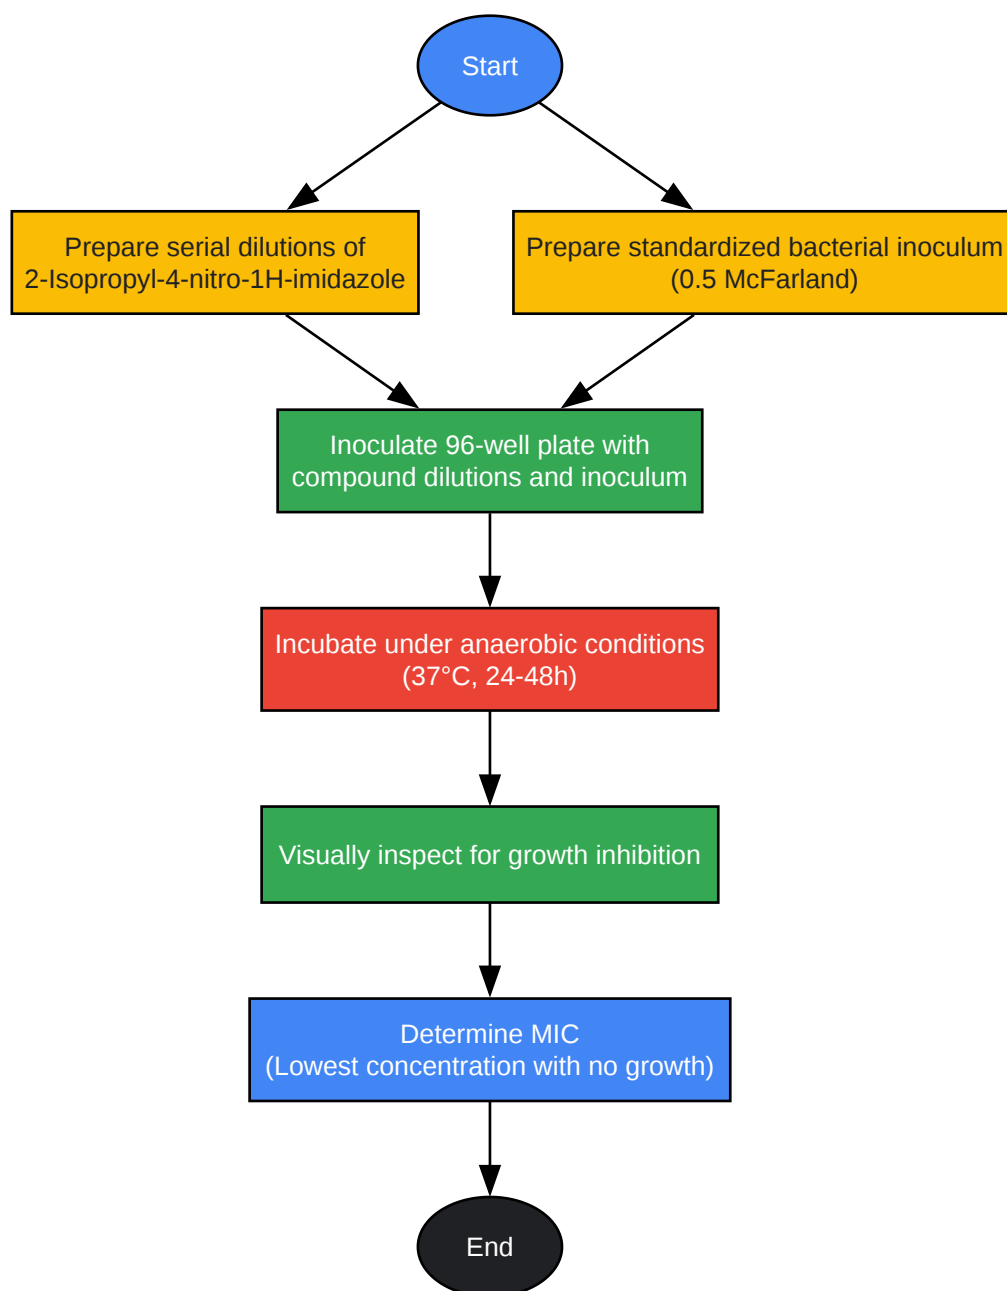 Start
Prepare serial dilutions of
2-Isopropyl-4-nitro-1H-imidazole
Prepare standardized bacterial inoculum
(0.5 McFarland)
Inoculate 96-well plate with
compound dilutions and inoculum
Incubate under anaerobic conditions
(37°C, 24-48h)
Visually inspect for growth inhibition
Determine MIC
(Lowest concentration with no growth)
End